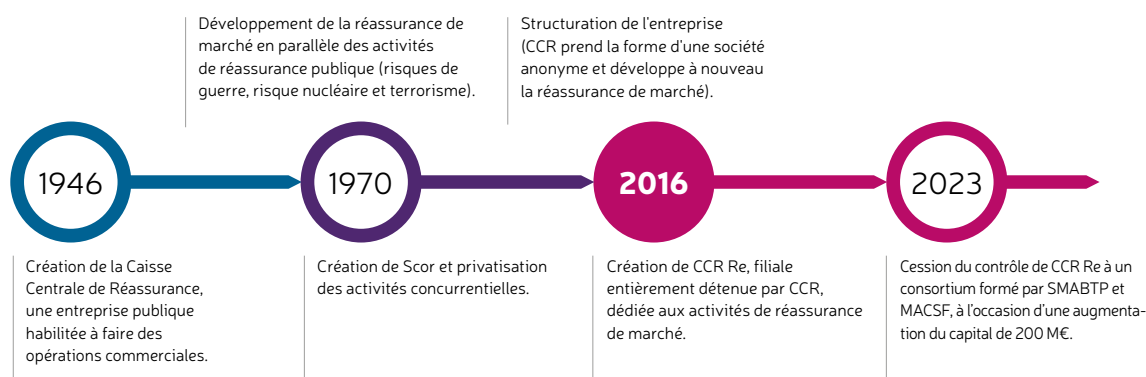 Développement de la réassurance de
marché en parallèle des activités
de réassurance publique (risques de
guerre, risque nucléaire et terrorisme).
Structuration de l'entreprise
(CCR prend la forme d'une société
anonyme et développe à nouveau
la réassurance de marché).
1946
1970
2016
2023
Création de la Caisse
Centrale de Réassurance,
une entreprise publique
habilitée à faire des
opérations commerciales.
Création de Scor et privatisation
des activités concurrentielles.
Création de CCR Re, filiale
entièrement détenue par CCR,
dédiée aux activités de réassurance
de marché.
Cession du contrôle de CCR Re à un
consortium formé par SMABTP et
MACSF, à l'occasion d'une augmenta-
tion du capital de 200 M€.